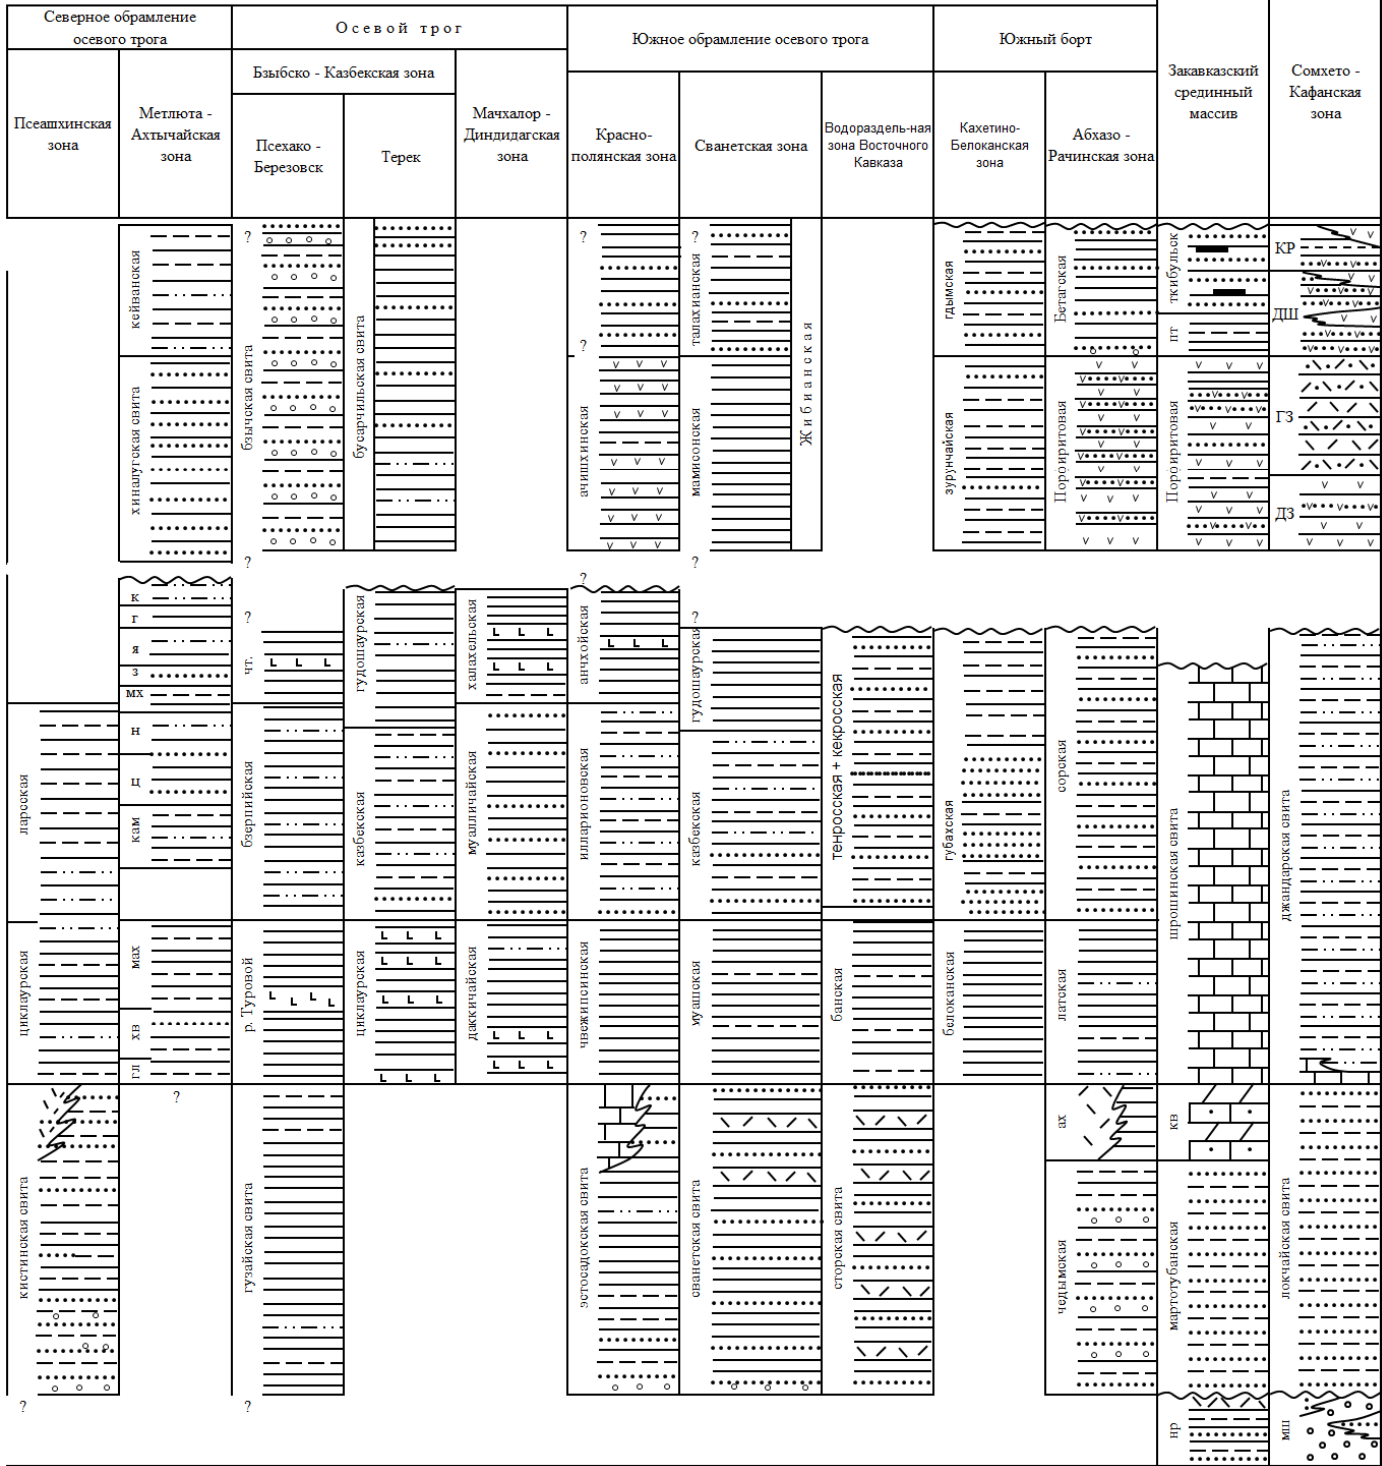 Северное обрамление
осевого трога
Осевой трог
Южное обрамление осевого трога
Южный борт
Закавказский
срединный
массив
Сомхето -
Кафанская
зона
Псеашхинская
зона
Метлюта -
Ахтычайская
зона
Бзыбско - Казбекская зона
Псехако -
Березовск
Терек
Мачхалор -
Диндидагская
зона
Красно-
полянская зона
Сванетская зона
Водораздель-ная
зона Восточного
Кавказа
Кахетино-
Белоканская
зона
Абхазо -
Рачинская зона
кейванская
хиналугская свита
?
бзычская свита
?
бусарчильская свита
?
?
ачишхинская
?
талахианская
мамисонская
?
Жибианская
гдымская
зурунчайская
Бетагская
Порфиритовая
ткибульск
пт
Порфиритовая
КР
ДШ
ГЗ
ДЗ
ларсская
циклаурская
кистинская свита
?
к
г
я
з
мх
н
ц
кам
мах
хв
гл
?
?
чт.
бзерпийская
р. Туровой
гузайская свита
?
гудошаурская
казбекская
циклаурская
халахельская
муалличайская
даккичайская
?
анчхойская
илларионовская
чвежипсинская
эстосадокская свита
?
гудошаурская
казбекская
муашская
сванетская свита
тенросская + кекросская
банская
сторская свита
губахская
белоканская
сорская
латская
ах
чедымская
шрошинская свита
кв
мартотубанская
нр
джандарская свита
локчайская свита
мш